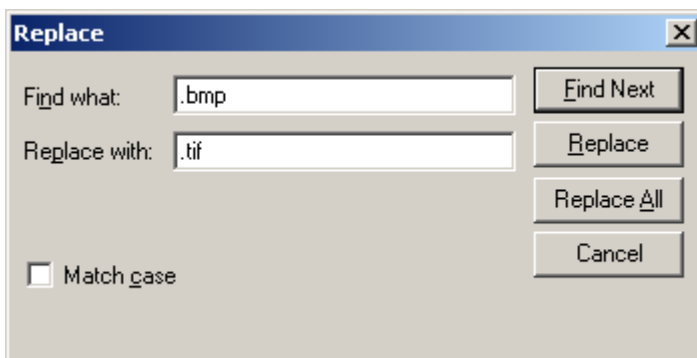 Replace
Find what: .bmp
Find Next
Replace with: .tif
Replace
Replace All
Cancel
Match case